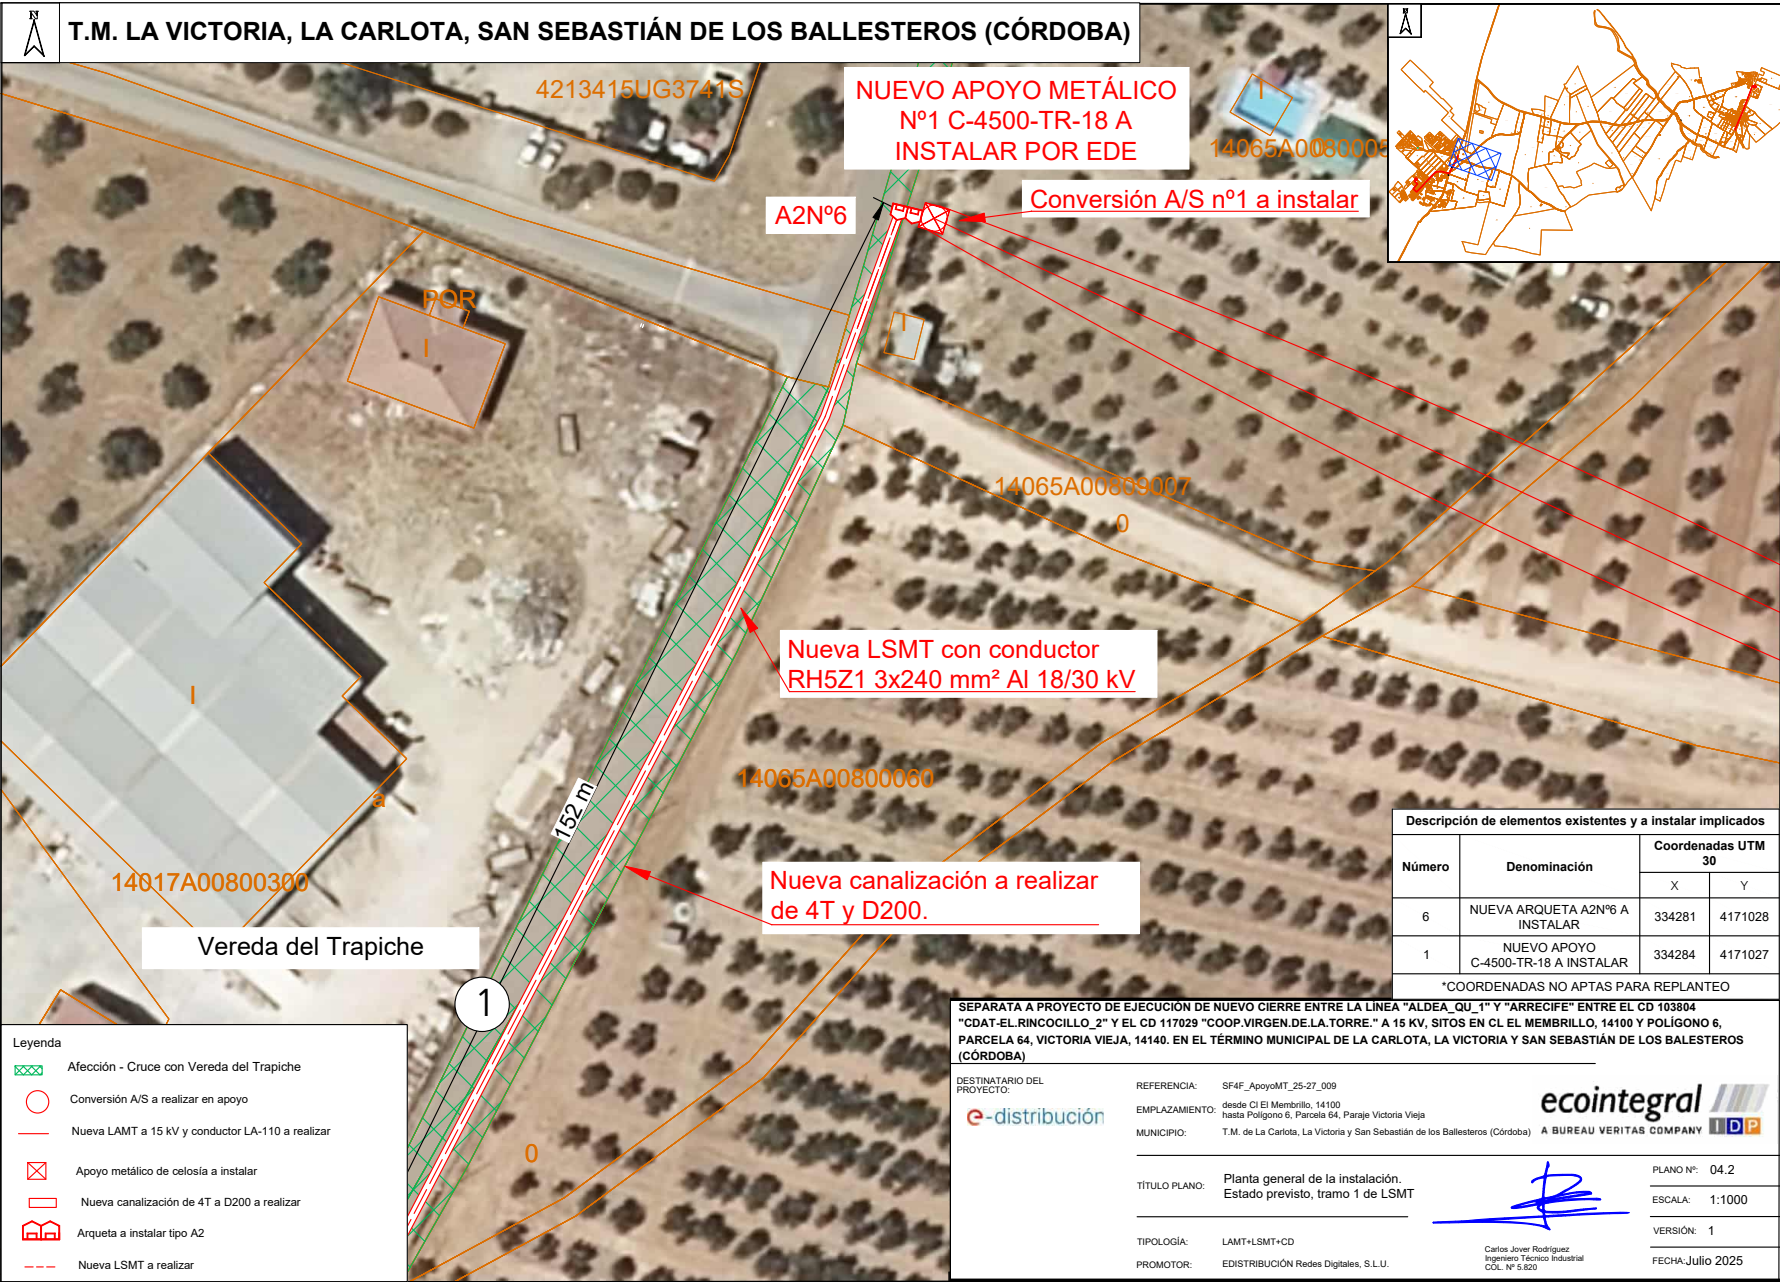 N
T.M. LA VICTORIA, LA CARLOTA, SAN SEBASTIÁN DE LOS BALLESTEROS (CÓRDOBA)
N
4213415UG3741S
NUEVO APOYO METÁLICO
Nº1 C-4500-TR-18 A
INSTALAR POR EDE
I
14065A0080005
A2Nº6
Conversión A/S nº1 a instalar
POR
I
I
14065A00809007
0
Nueva LSMT con conductor
RH5Z1 3x240 mm² Al 18/30 kV
I
14065A00800060
a
152 m
14017A00800300
Nueva canalización a realizar
de 4T y D200.
Vereda del Trapiche
1
0
Descripción de elementos existentes y a instalar implicados
Número
Denominación
Coordenadas UTM
30
X
Y
6
NUEVA ARQUETA A2Nº6 A
INSTALAR
334281
4171028
1
NUEVO APOYO
C-4500-TR-18 A INSTALAR
334284
4171027
*COORDENADAS NO APTAS PARA REPLANTEO
Leyenda
Afección - Cruce con Vereda del Trapiche
Conversión A/S a realizar en apoyo
Nueva LAMT a 15 kV y conductor LA-110 a realizar
Apoyo metálico de celosía a instalar
Nueva canalización de 4T a D200 a realizar
Arqueta a instalar tipo A2
Nueva LSMT a realizar
SEPARATA A PROYECTO DE EJECUCIÓN DE NUEVO CIERRE ENTRE LA LÍNEA "ALDEA_QU_1" Y "ARRECIFE" ENTRE EL CD 103804
"CDAT-EL.RINCOCILLO_2" Y EL CD 117029 "COOP.VIRGEN.DE.LA.TORRE." A 15 KV, SITOS EN CL EL MEMBRILLO, 14100 Y POLÍGONO 6,
PARCELA 64, VICTORIA VIEJA, 14140. EN EL TÉRMINO MUNICIPAL DE LA CARLOTA, LA VICTORIA Y SAN SEBASTIÁN DE LOS BALESTEROS
(CÓRDOBA)
DESTINATARIO DEL
PROYECTO:
e-distribución
REFERENCIA: SF4F_ApoyoMT_25-27_009
EMPLAZAMIENTO: desde Cl El Membrillo, 14100
hasta Polígono 6, Parcela 64, Paraje Victoria Vieja
MUNICIPIO: T.M. de La Carlota, La Victoria y San Sebastián de los Ballesteros (Córdoba)
ecointegral
A BUREAU VERITAS COMPANY IDP
TÍTULO PLANO: Planta general de la instalación.
Estado previsto, tramo 1 de LSMT
TIPOLOGÍA: LAMT+LSMT+CD
PROMOTOR: EDISTRIBUCIÓN Redes Digitales, S.L.U.
Carlos Jover Rodríguez
Ingeniero Técnico Industrial
COL. Nº 5.820
PLANO Nº: 04.2
ESCALA: 1:1000
VERSIÓN: 1
FECHA: Julio 2025